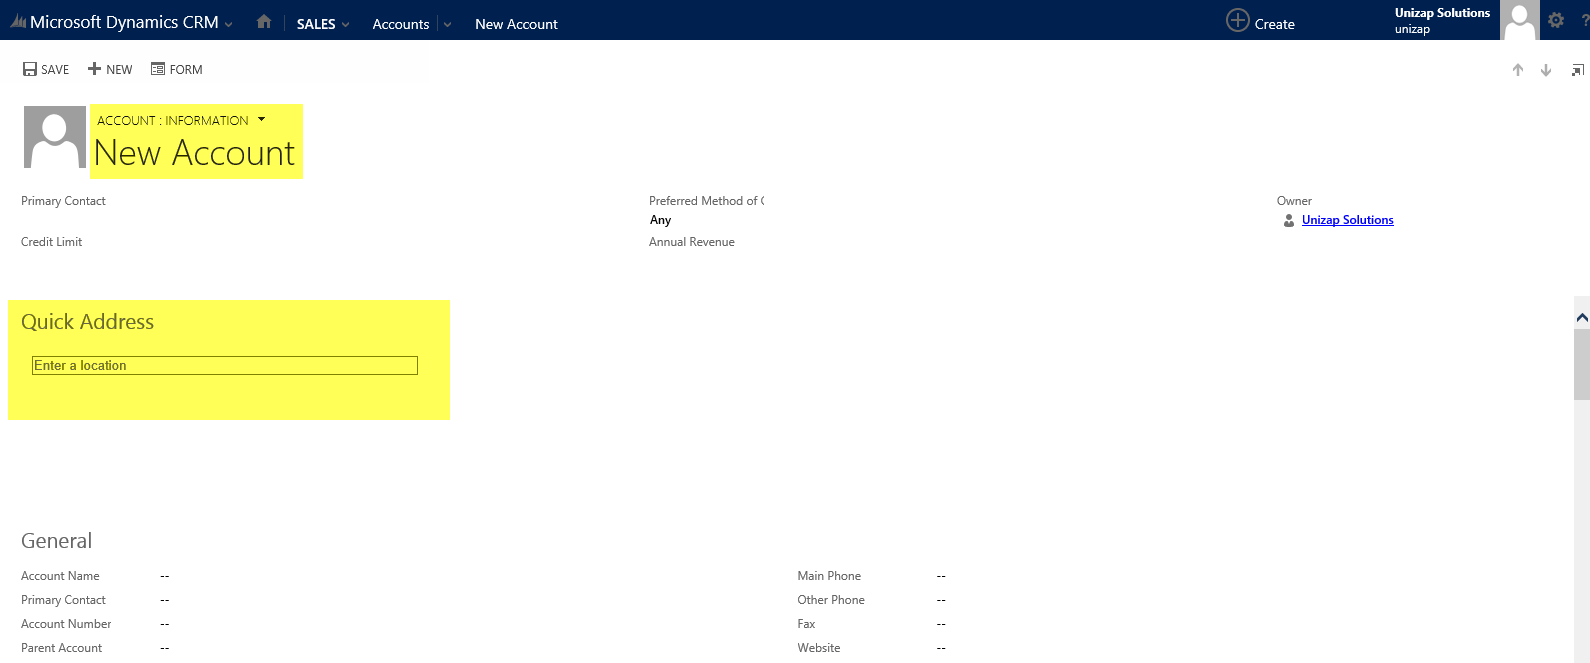 Microsoft Dynamics CRM SALES Accounts New Account Create Unizap Solutions ?
unizap
SAVE NEW FORM
ACCOUNT : INFORMATION
New Account
Primary Contact Preferred Method of C Owner
Any Unizap Solutions
Credit Limit Annual Revenue
Quick Address
Enter a location
General
Account Name -- Main Phone --
Primary Contact -- Other Phone --
Account Number -- Fax --
Parent Account -- Website --